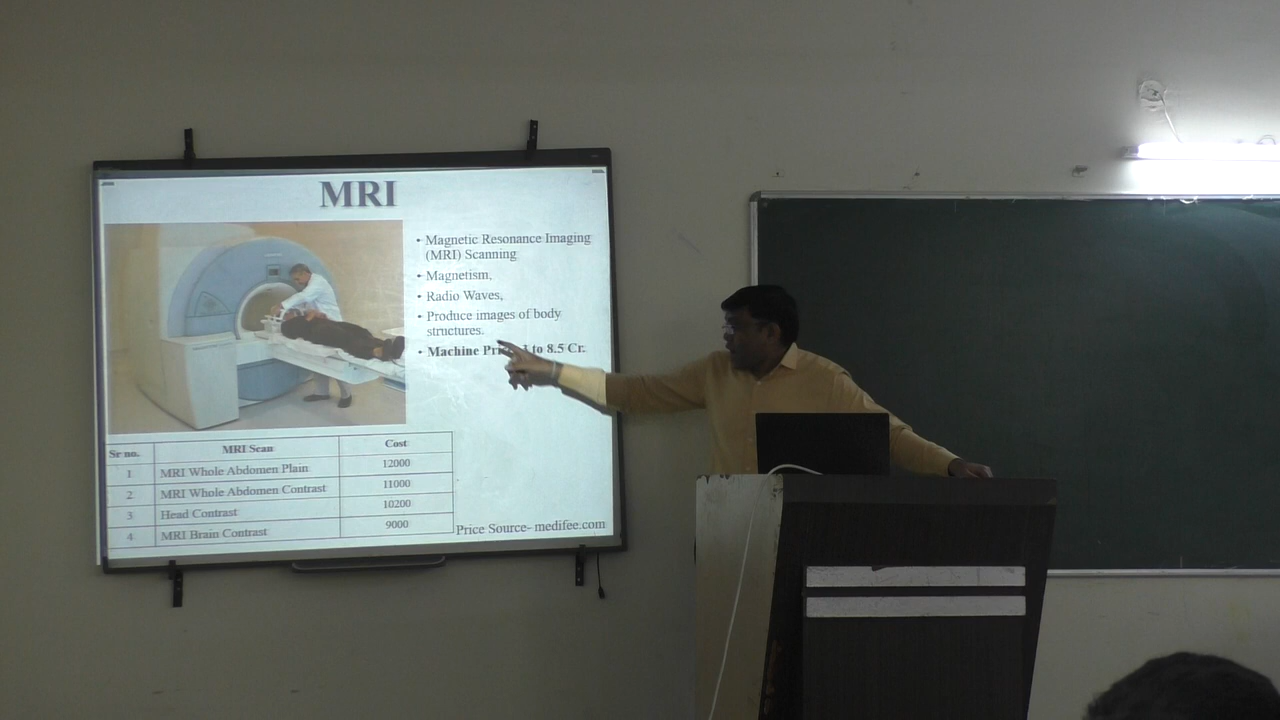 MRI
• Magnetic Resonance Imaging
(MRI) Scanning
• Magnetism,
• Radio Waves,
• Produce images of body
structures.
• Machine to 8.5 Cr.
Sr no. MRI Scan Cost
1 MRI Whole Abdomen Plain 12000
2 MRI Whole Abdomen Contrast 11000
3 Head Contrast 10200
4 MRI Brain Contrast 9000
Price Source- medifee.com